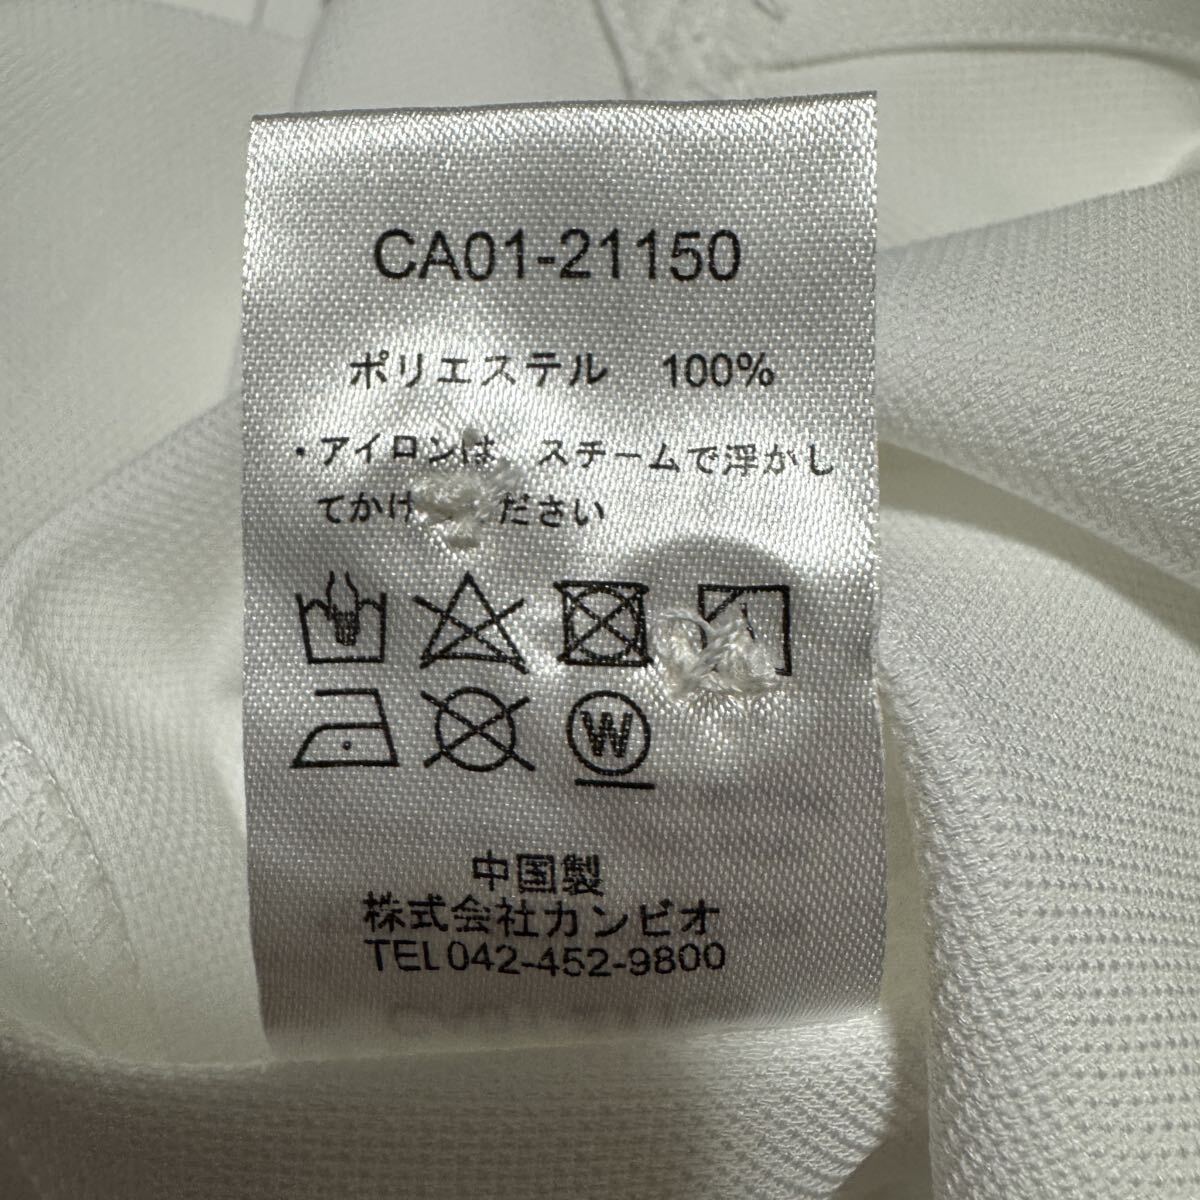 CA01-21150
ポリエステル 100%
・アイロンは、スチームで浮かし
てかけ ださい
W
中国製
株式会社カンビオ
TEL042-452-9800